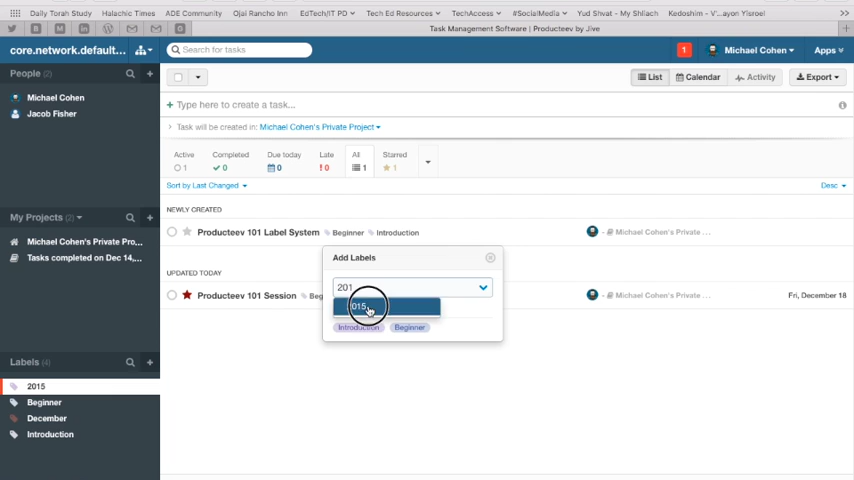 Daily Torah Study Halachic Times ADE Community Ojai Rancho Inn EdTech/IT PD Tech Ed Resources TechAccess #SocialMedia Yud Shvat - My Shliach Kedoshim - V'...ayon Yisroel
Task Management Software | Producteev by Jive
core.network.default... Search for tasks 1 Michael Cohen Apps
People (2)
List Calendar Activity Export
Michael Cohen
Jacob Fisher
Type here to create a task...
Task will be created in: Michael Cohen's Private Project
Active Completed Due today Late All Starred
1 0 0 !0 1 1
Sort by Last Changed Desc
NEWLY CREATED
My Projects (2)
Michael Cohen's Private Pro...
Tasks completed on Dec 14,...
Producteev 101 Label System Beginner Introduction Michael Cohen's Private ...
Add Labels
UPDATED TODAY
201
Producteev 101 Session Beg Michael Cohen's Private ... Fri, December 18
2015
Introduction Beginner
Labels (4)
2015
Beginner
December
Introduction